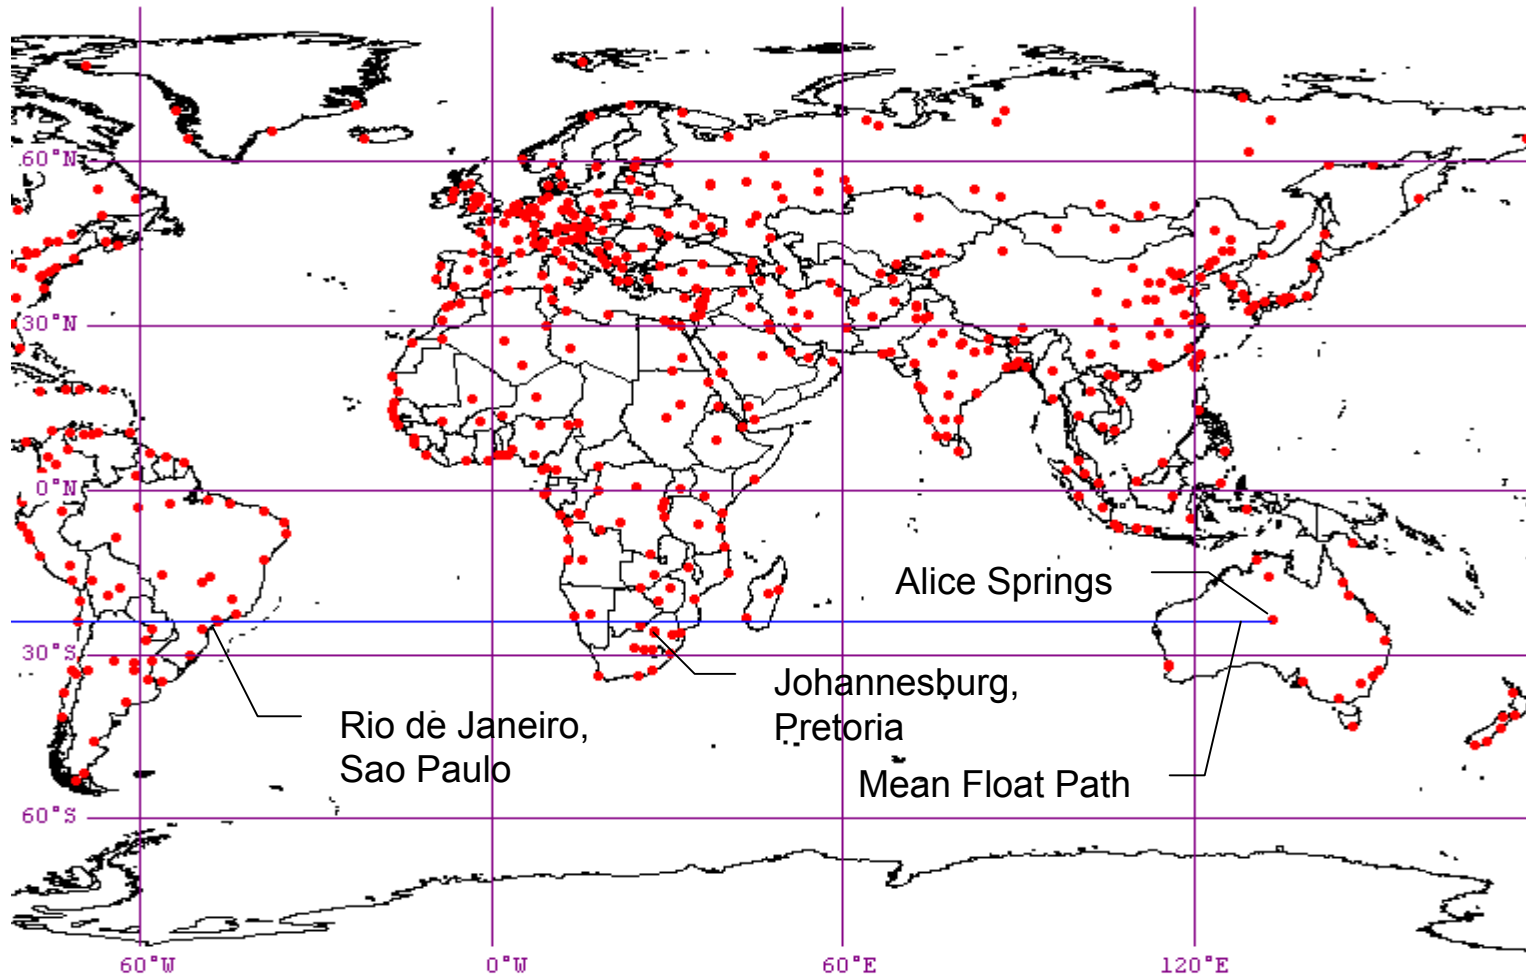 60°N
30°N
0°N
Alice Springs
30°S
Johannesburg,
Pretoria
Rio de Janeiro,
Sao Paulo
Mean Float Path
60°S
60°W
0°W
60°E
120°E